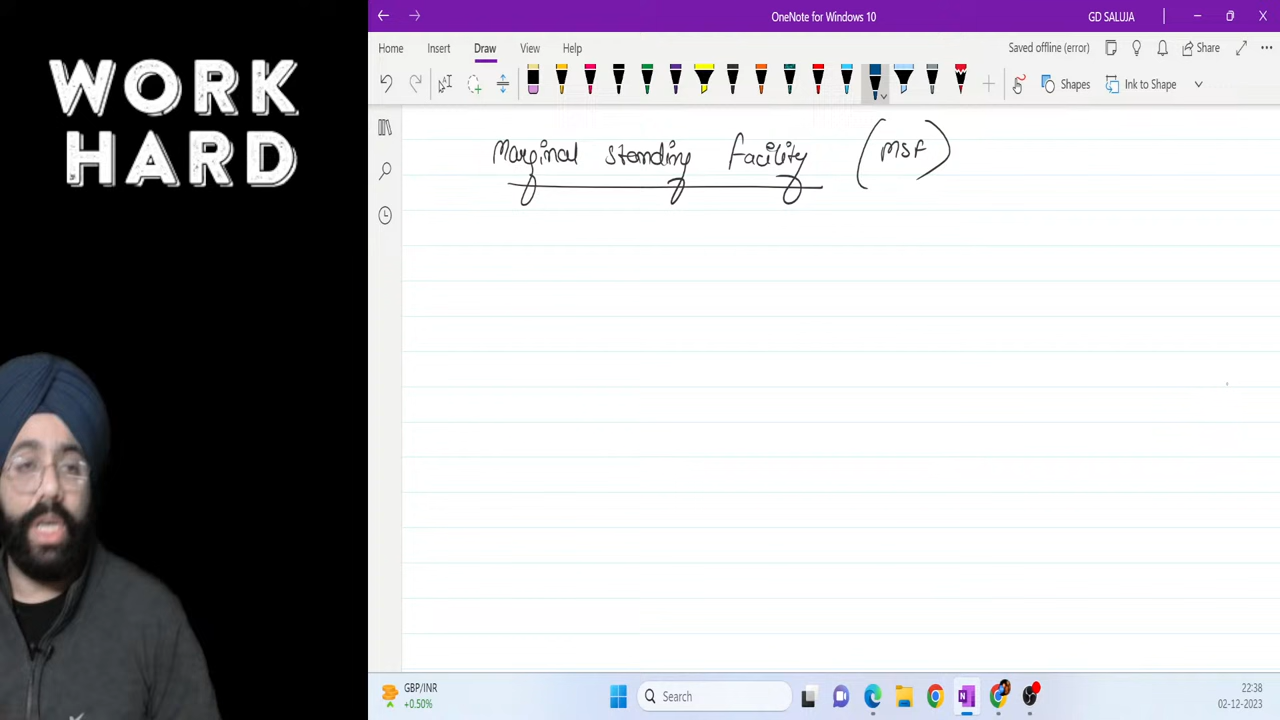 WORK
HARD
OneNote for Windows 10
GD SALUJA
Home Insert Draw View Help
Saved offline (error)
Share
Shapes
Ink to Shape
Marginal Standing Facility (MSF)
GBP/INR
+0.50%
Search
22:38
02-12-2023